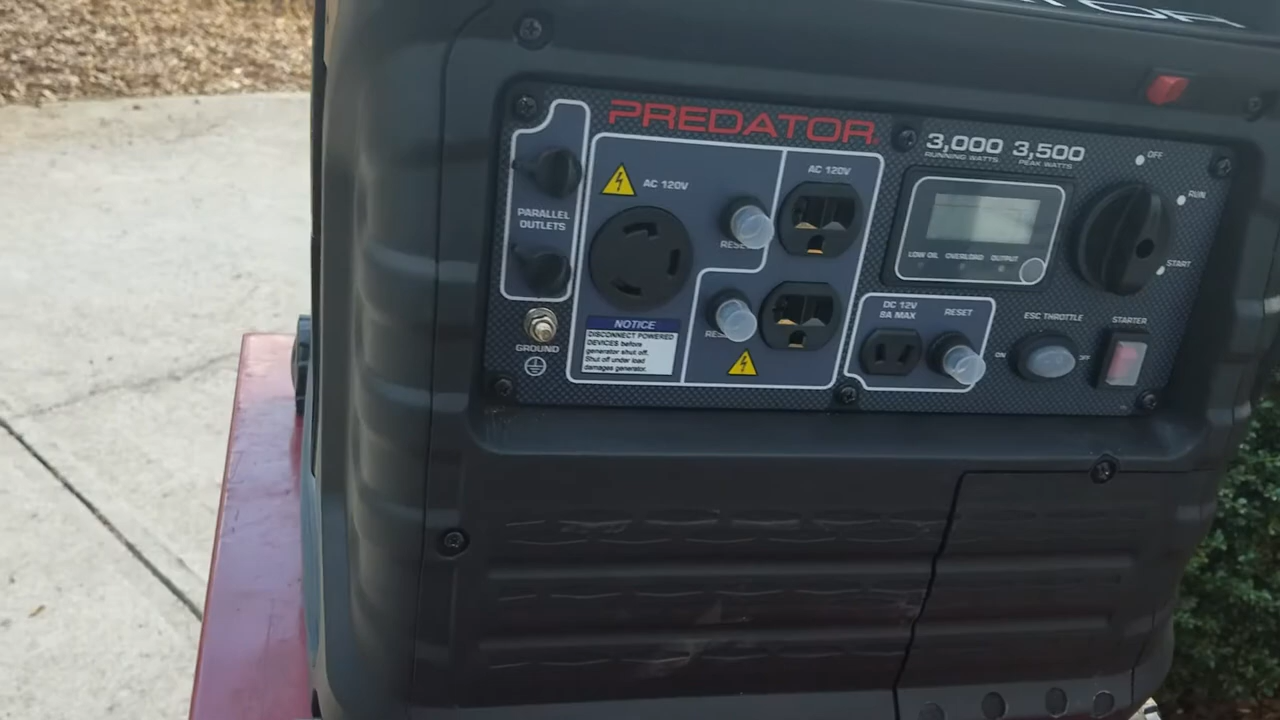 PREDATOR
3,000 3,500
RUNNING WATTS PEAK WATTS
OFF
RUN
START
AC 120V
AC 120V
PARALLEL
OUTLETS
RESET
RESET
LOW OIL OVERLOAD OUTPUT
GROUND
NOTICE
DISCONNECT POWERED
DEVICES before
generator shut off.
Shut off under load
damages generator.
DC 12V
8A MAX
RESET
ESC THROTTLE
ON OFF
STARTER